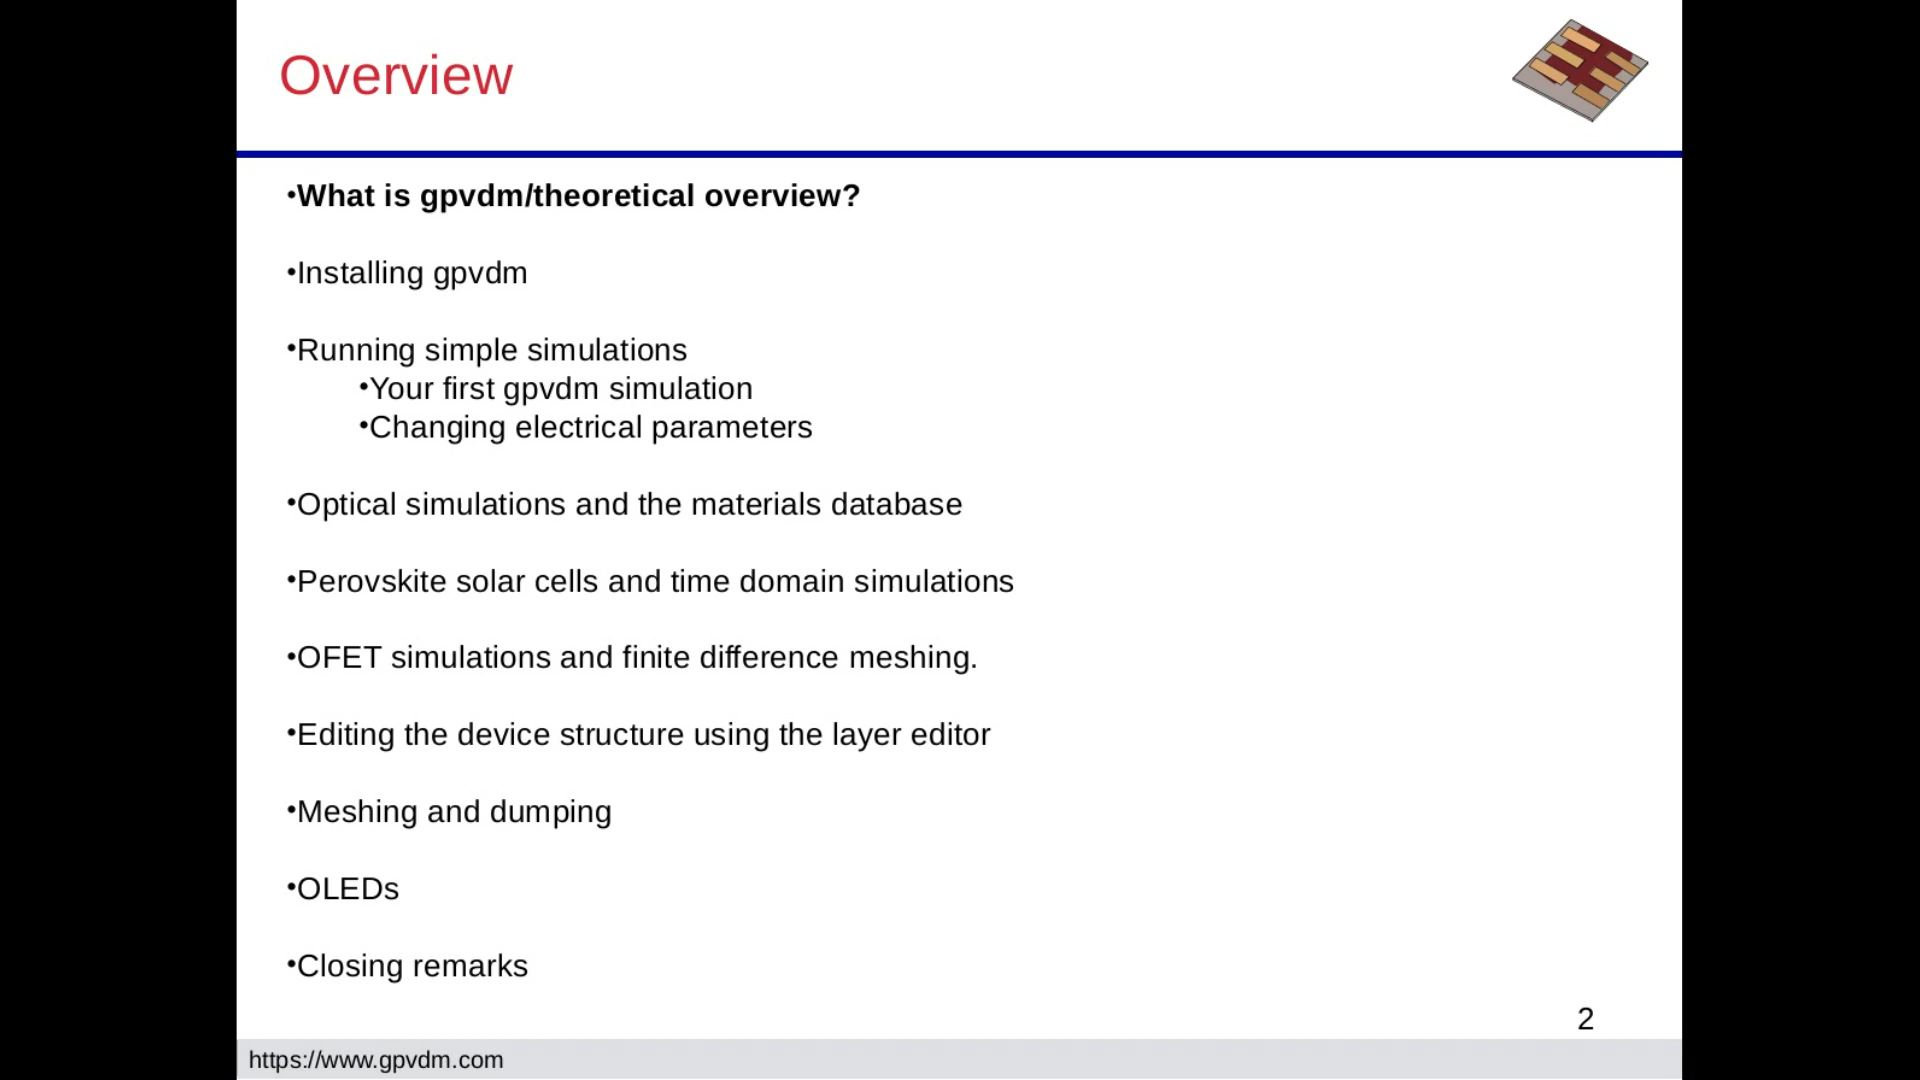 Overview
•What is gpvdm/theoretical overview?
•Installing gpvdm
•Running simple simulations
•Your first gpvdm simulation
•Changing electrical parameters
•Optical simulations and the materials database
•Perovskite solar cells and time domain simulations
•OFET simulations and finite difference meshing.
•Editing the device structure using the layer editor
•Meshing and dumping
•OLEDs
•Closing remarks
2
https://www.gpvdm.com